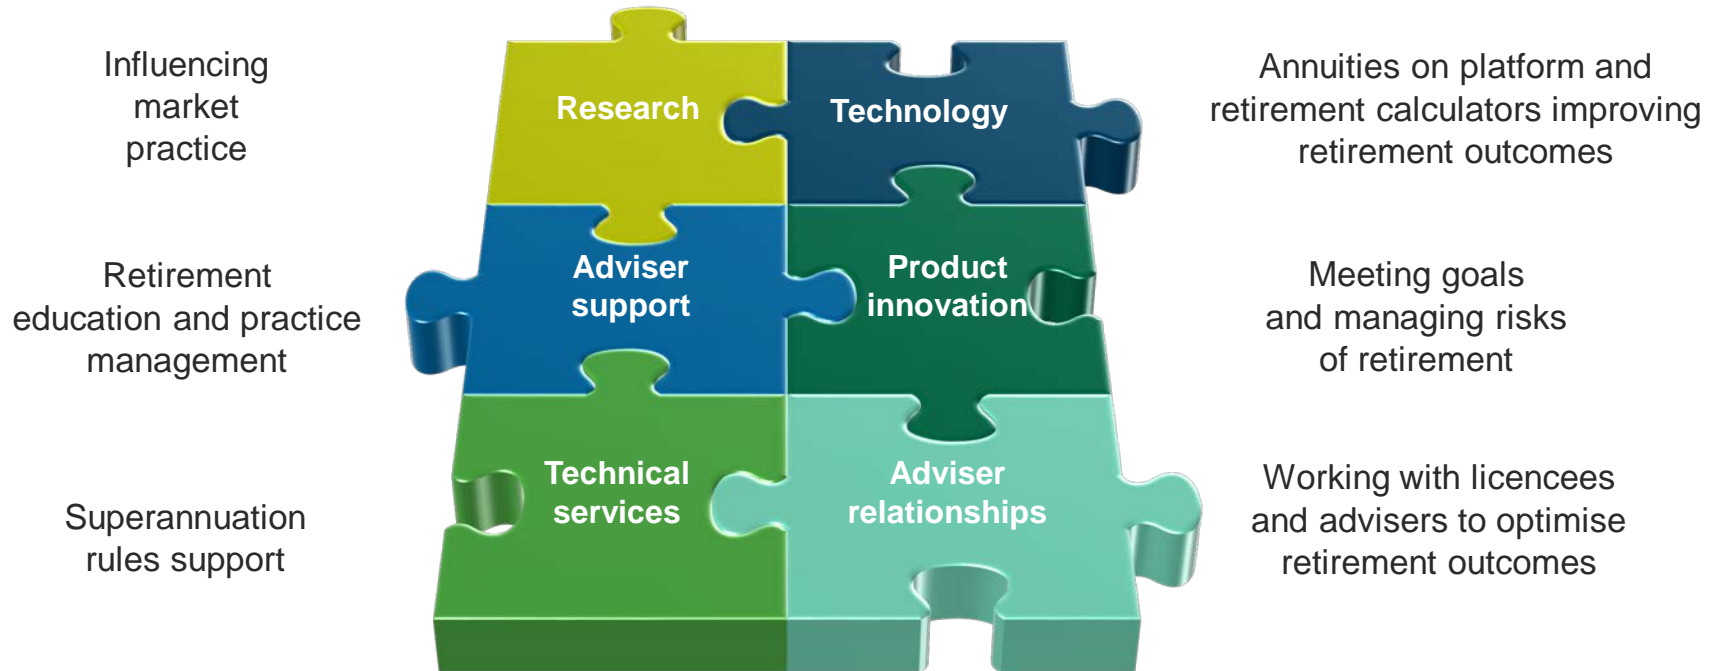 Influencing
market
practice
Research
Technology
Annuities on platform and
retirement calculators improving
retirement outcomes
Retirement
education and practice
management
Adviser
support
Product
innovation
Meeting goals
and managing risks
of retirement
Superannuation
rules support
Technical
services
Adviser
relationships
Working with licencees
and advisers to optimise
retirement outcomes